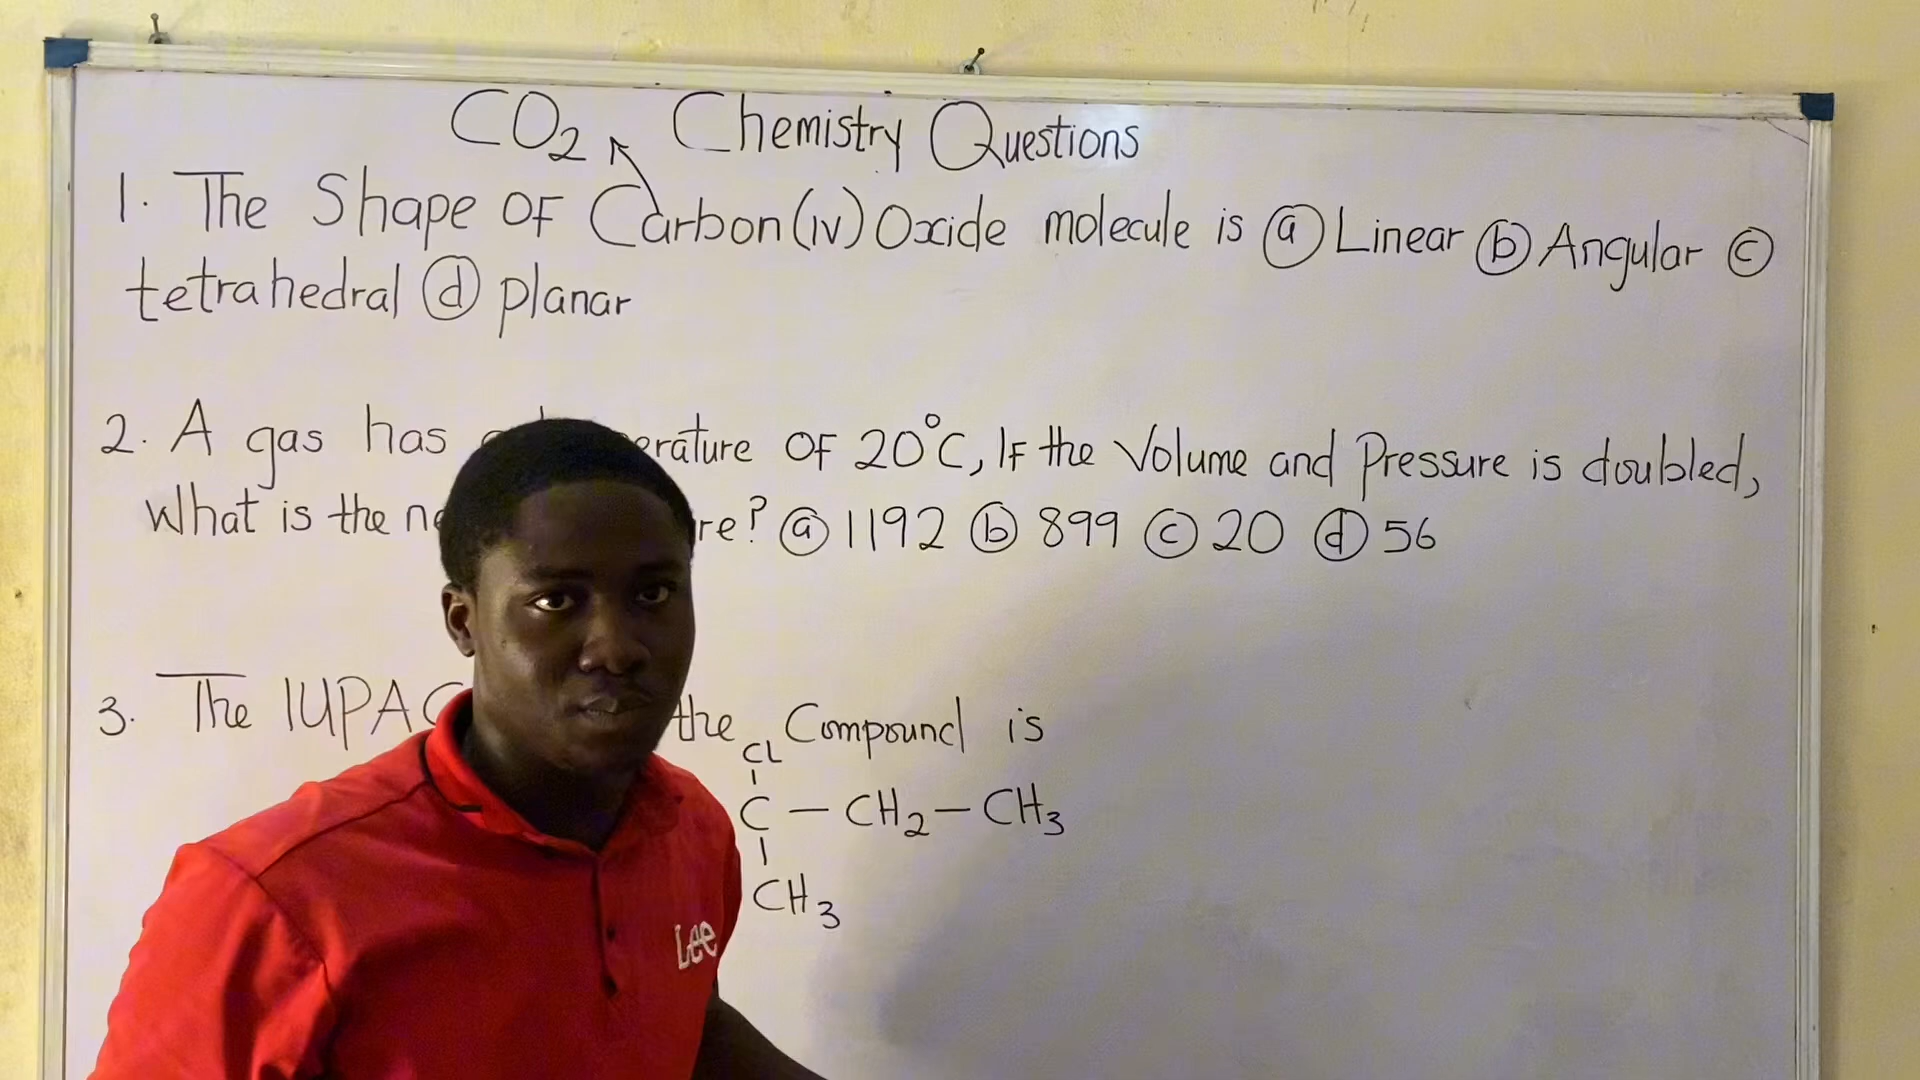 CO2 Chemistry Questions
1. The Shape OF Carbon(iv) Oxide molecule is (a) Linear (b) Angular (c)
tetrahedral (d) planar
2. A gas has erature OF 20°C, IF the Volume and Pressure is doubled,
What is the re? (a) 1192 (b) 899 (c) 20 (d) 56
3. The IUPAC the Compound is
CL
C – CH2 – CH3
CH3
Lee